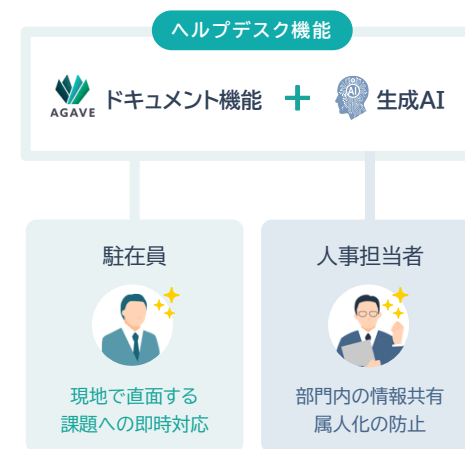 ヘルプデスク機能
AGAVE ドキュメント機能 + AI 生成AI
駐在員
現地で直面する
課題への即時対応
人事担当者
部門内の情報共有
属人化の防止